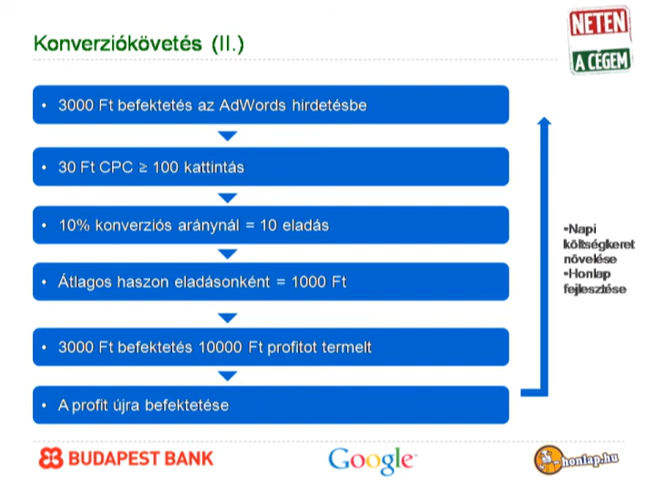 Konverziókövetés (II.)
NETEN
A CÉGEM
• 3000 Ft befektetés az AdWords hirdetésbe
• 30 Ft CPC ≥ 100 kattintás
• 10% konverziós aránynál = 10 eladás
• Átlagos haszon eladásonként = 1000 Ft
• 3000 Ft befektetés 10000 Ft profitot termelt
• A profit újra befektetése
•Napi
költségkeret
növelése
•Honlap
fejlesztése
BUDAPEST BANK
Google
honlap.hu